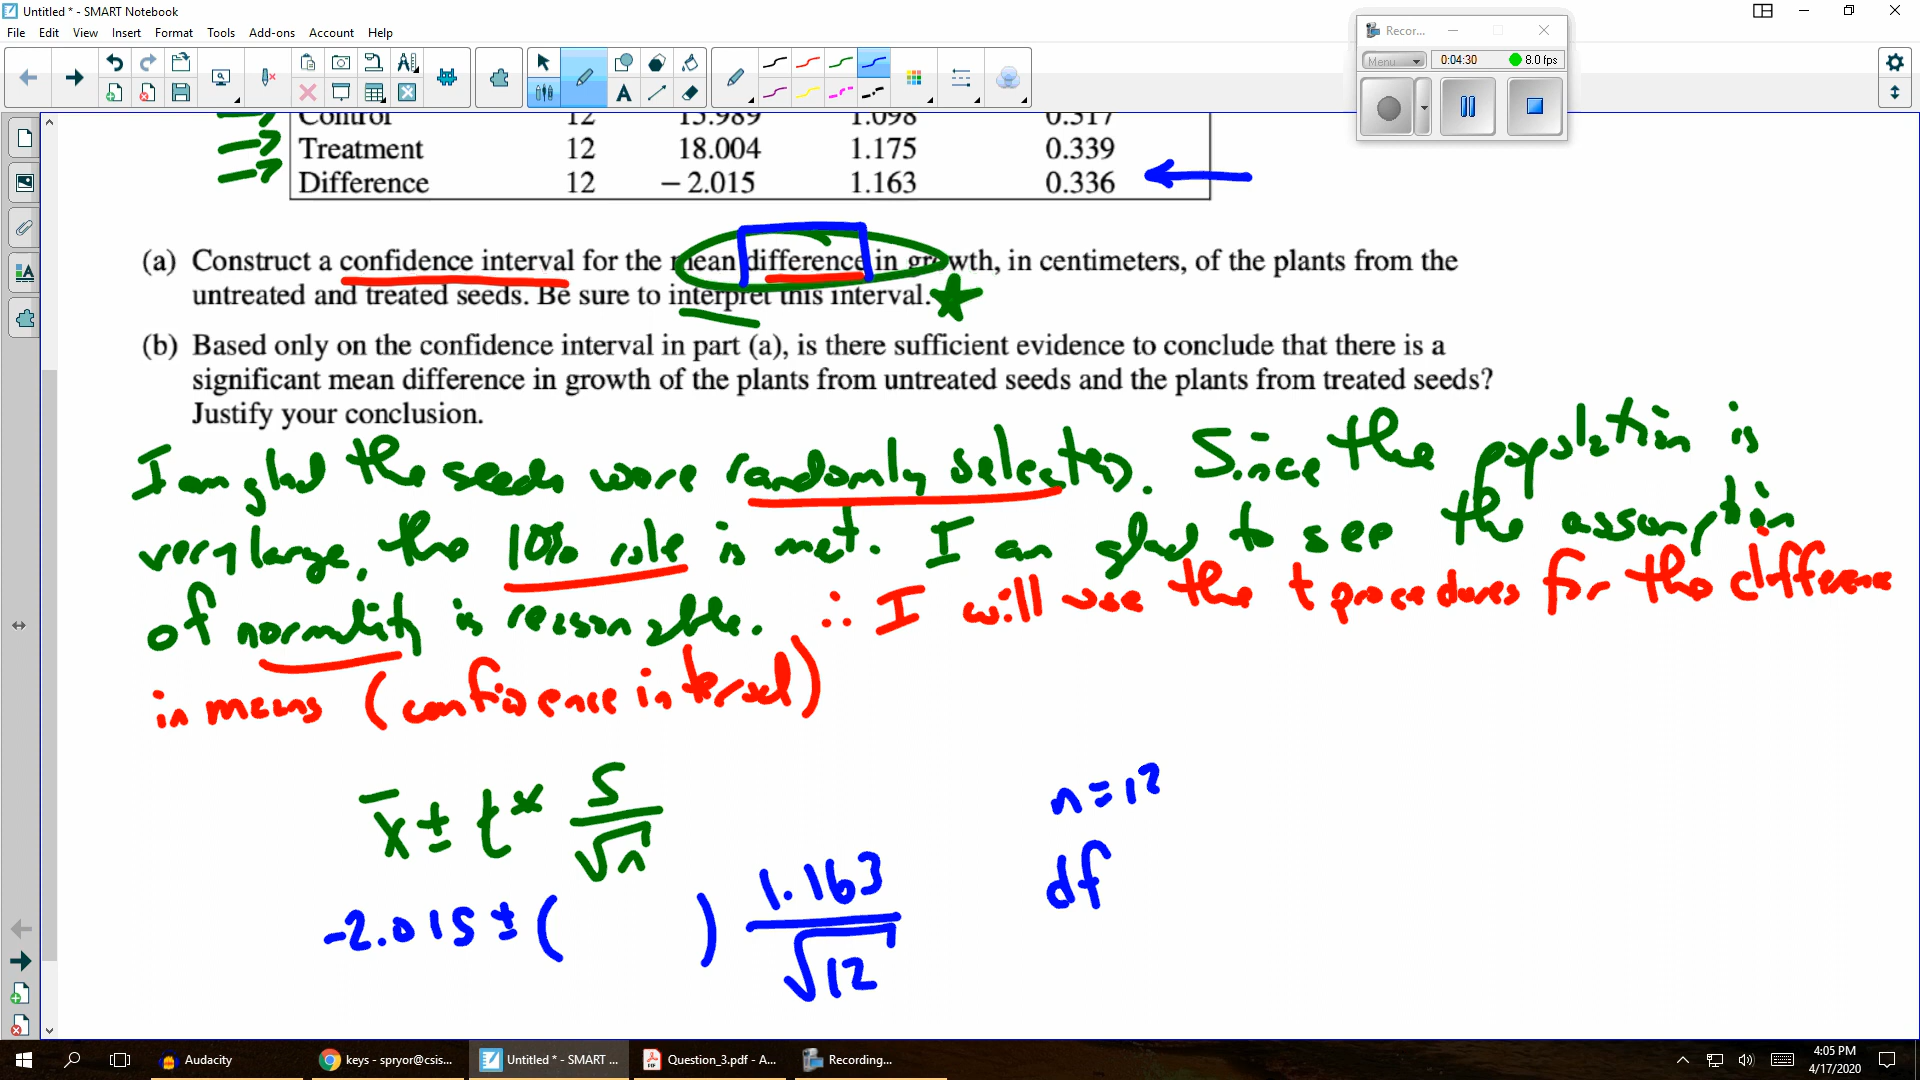 Untitled * - SMART Notebook
File Edit View Insert Format Tools Add-ons Account Help
Recor...
Menu 0:04:30 8.0 fps
Control 12 15.989 1.098 0.317
Treatment 12 18.004 1.175 0.339
Difference 12 − 2.015 1.163 0.336
(a) Construct a confidence interval for the mean difference in growth, in centimeters, of the plants from the
untreated and treated seeds. Be sure to interpret this interval.
(b) Based only on the confidence interval in part (a), is there sufficient evidence to conclude that there is a
significant mean difference in growth of the plants from untreated seeds and the plants from treated seeds?
Justify your conclusion.
I am glad the seeds were randomly selected. Since the population is
very large, the 10% rule is met. I am glad to see the assumption
of normality is reasonable. ∴ I will use the t procedures for the difference
in means (confidence interval)
x̄ ± t* s/√n
n = 12
-2.015 ± ( ) 1.163/√12
df
Audacity
keys - spryor@csis...
Untitled * - SMART ...
Question_3.pdf - A...
Recording...
4:05 PM
4/17/2020